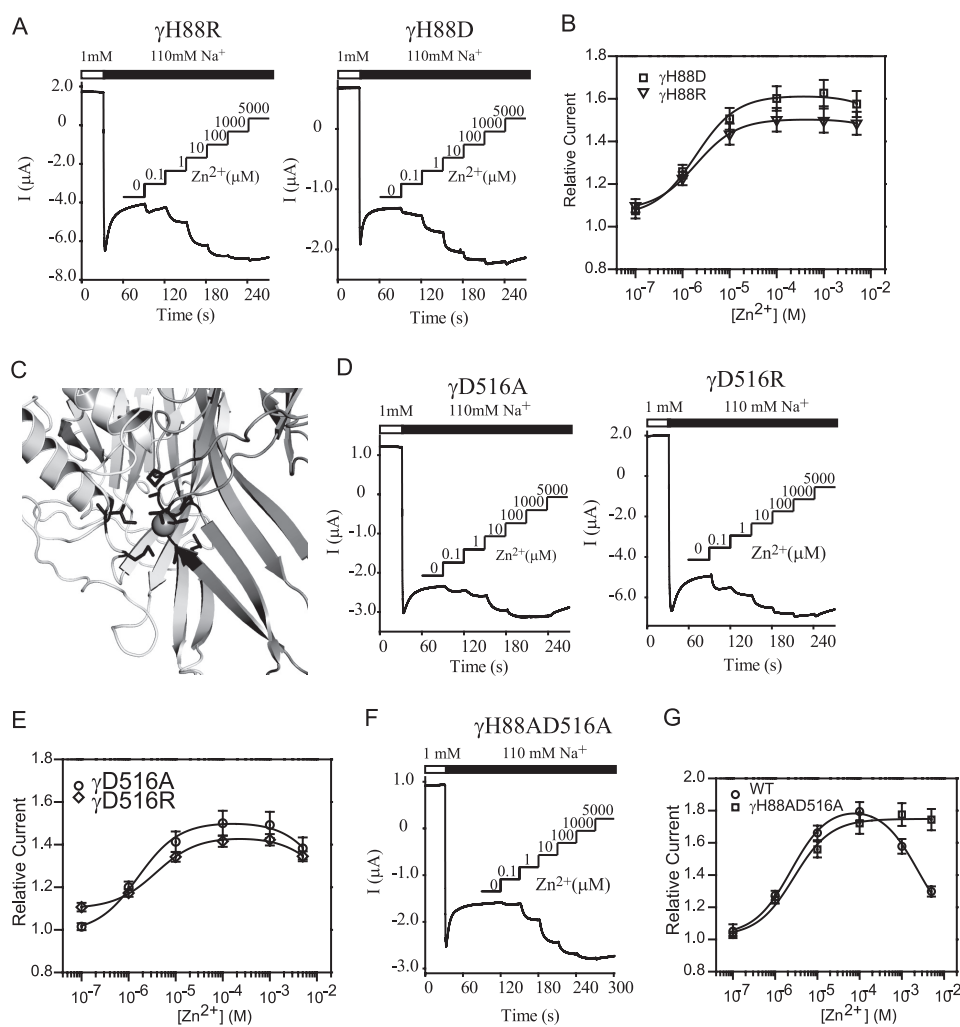 A
γH88R
1mM 110mM Na⁺
2.0
0
-2.0
-4.0
-6.0
-8.0
I (μA)
0 0.1 1 10 100 1000 5000
Zn²⁺(μM)
0 60 120 180 240
Time (s)
γH88D
1mM 110mM Na⁺
0
-1.0
-2.0
I (μA)
0 0.1 1 10 100 1000 5000
Zn²⁺(μM)
0 60 120 180 240
Time (s)
B
1.8
1.6
1.4
1.2
1.0
0.8
Relative Current
γH88D
γH88R
10⁻⁷ 10⁻⁶ 10⁻⁵ 10⁻⁴ 10⁻³ 10⁻²
[Zn²⁺] (M)
C
D
γD516A
1mM 110mM Na⁺
1.0
0
-1.0
-2.0
-3.0
I (μA)
0 0.1 1 10 100 1000 5000
Zn²⁺(μM)
0 60 120 180 240
Time (s)
γD516R
1 mM 110 mM Na⁺
2.0
0
-2.0
-4.0
-6.0
I (μA)
0 0.1 1 10 100 1000 5000
Zn²⁺(μM)
0 60 120 180 240
Time (s)
E
1.8
1.6
1.4
1.2
1.0
0.8
Relative Current
γD516A
γD516R
10⁻⁷ 10⁻⁶ 10⁻⁵ 10⁻⁴ 10⁻³ 10⁻²
[Zn²⁺] (M)
F
γH88AD516A
1 mM 110 mM Na⁺
1.0
0
-1.0
-2.0
-3.0
I (μA)
0 0.1 1 10 100 1000 5000
Zn²⁺(μM)
0 60 120 180 240 300
Time (s)
G
2.0
1.8
1.6
1.4
1.2
1.0
0.8
Relative Current
WT
γH88AD516A
10⁻⁷ 10⁻⁶ 10⁻⁵ 10⁻⁴ 10⁻³ 10⁻²
[Zn²⁺] (M)